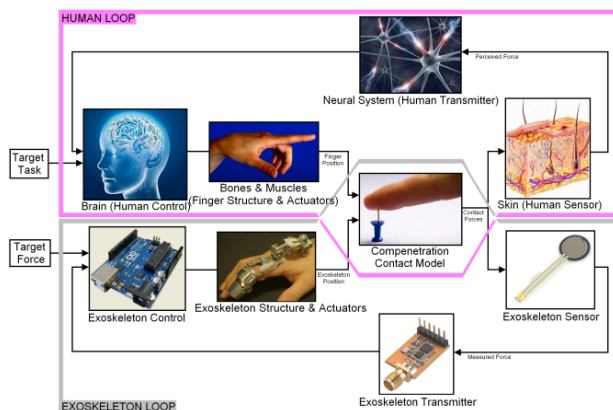 HUMAN LOOP
Perceived Force
Neural System (Human Transmitter)
Target
Task
Brain (Human Control)
Bones & Muscles
(Finger Structure & Actuators)
Finger
Position
Skin (Human Sensor)
Compenetration
Contact Model
Contact
Forces
Target
Force
Exoskeleton Control
Exoskeleton Structure & Actuators
Exoskeleton
Position
Exoskeleton Sensor
Measured Force
Exoskeleton Transmitter
EXOSKELETON LOOP